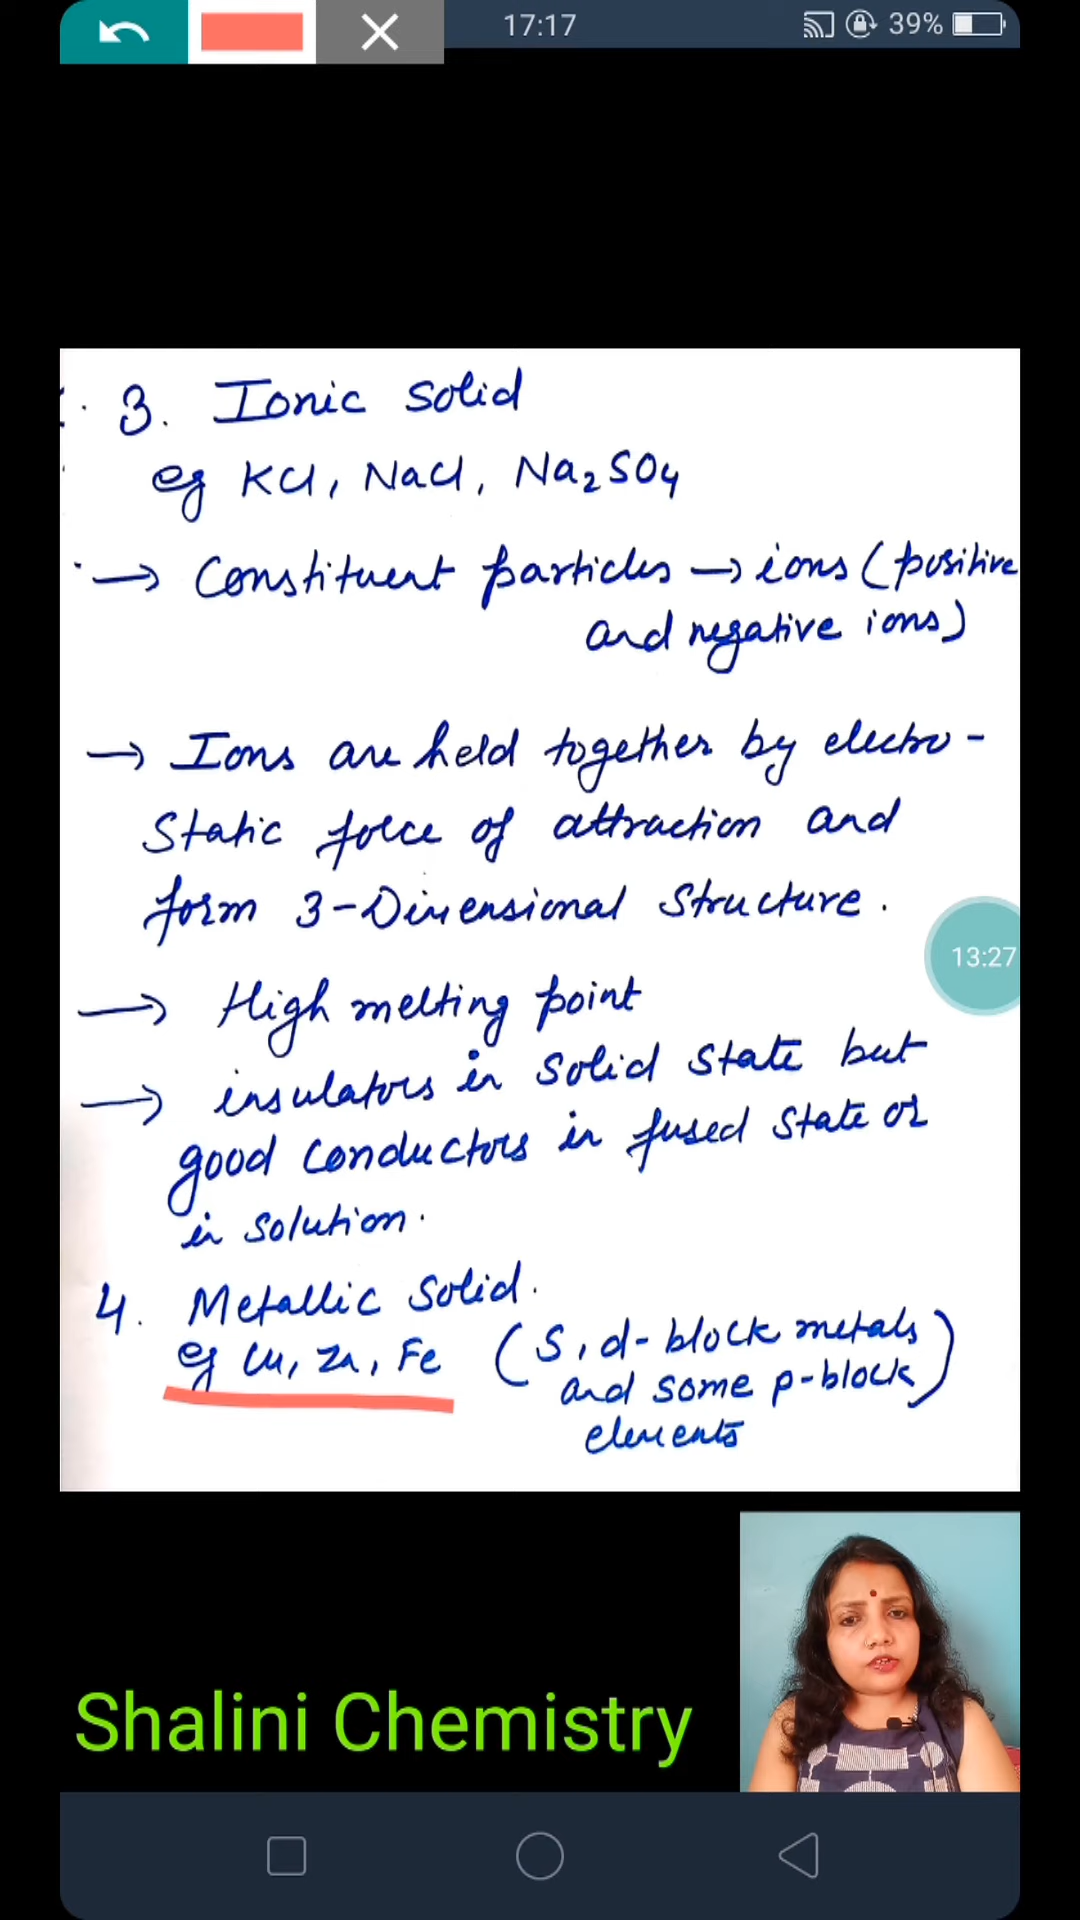 17:17
39%
3. Ionic solid
eg KCl, NaCl, Na₂SO₄
→ Constituent particles → ions (positive
and negative ions)
→ Ions are held together by electro-
static force of attraction and
form 3-Dimensional structure.
13:27
→ High melting point
→ insulators in solid state but
good conductors in fused state or
in solution.
4. Metallic solid.
eg Cu, Zn, Fe (s, d-block metals
and some p-block)
elements
Shalini Chemistry